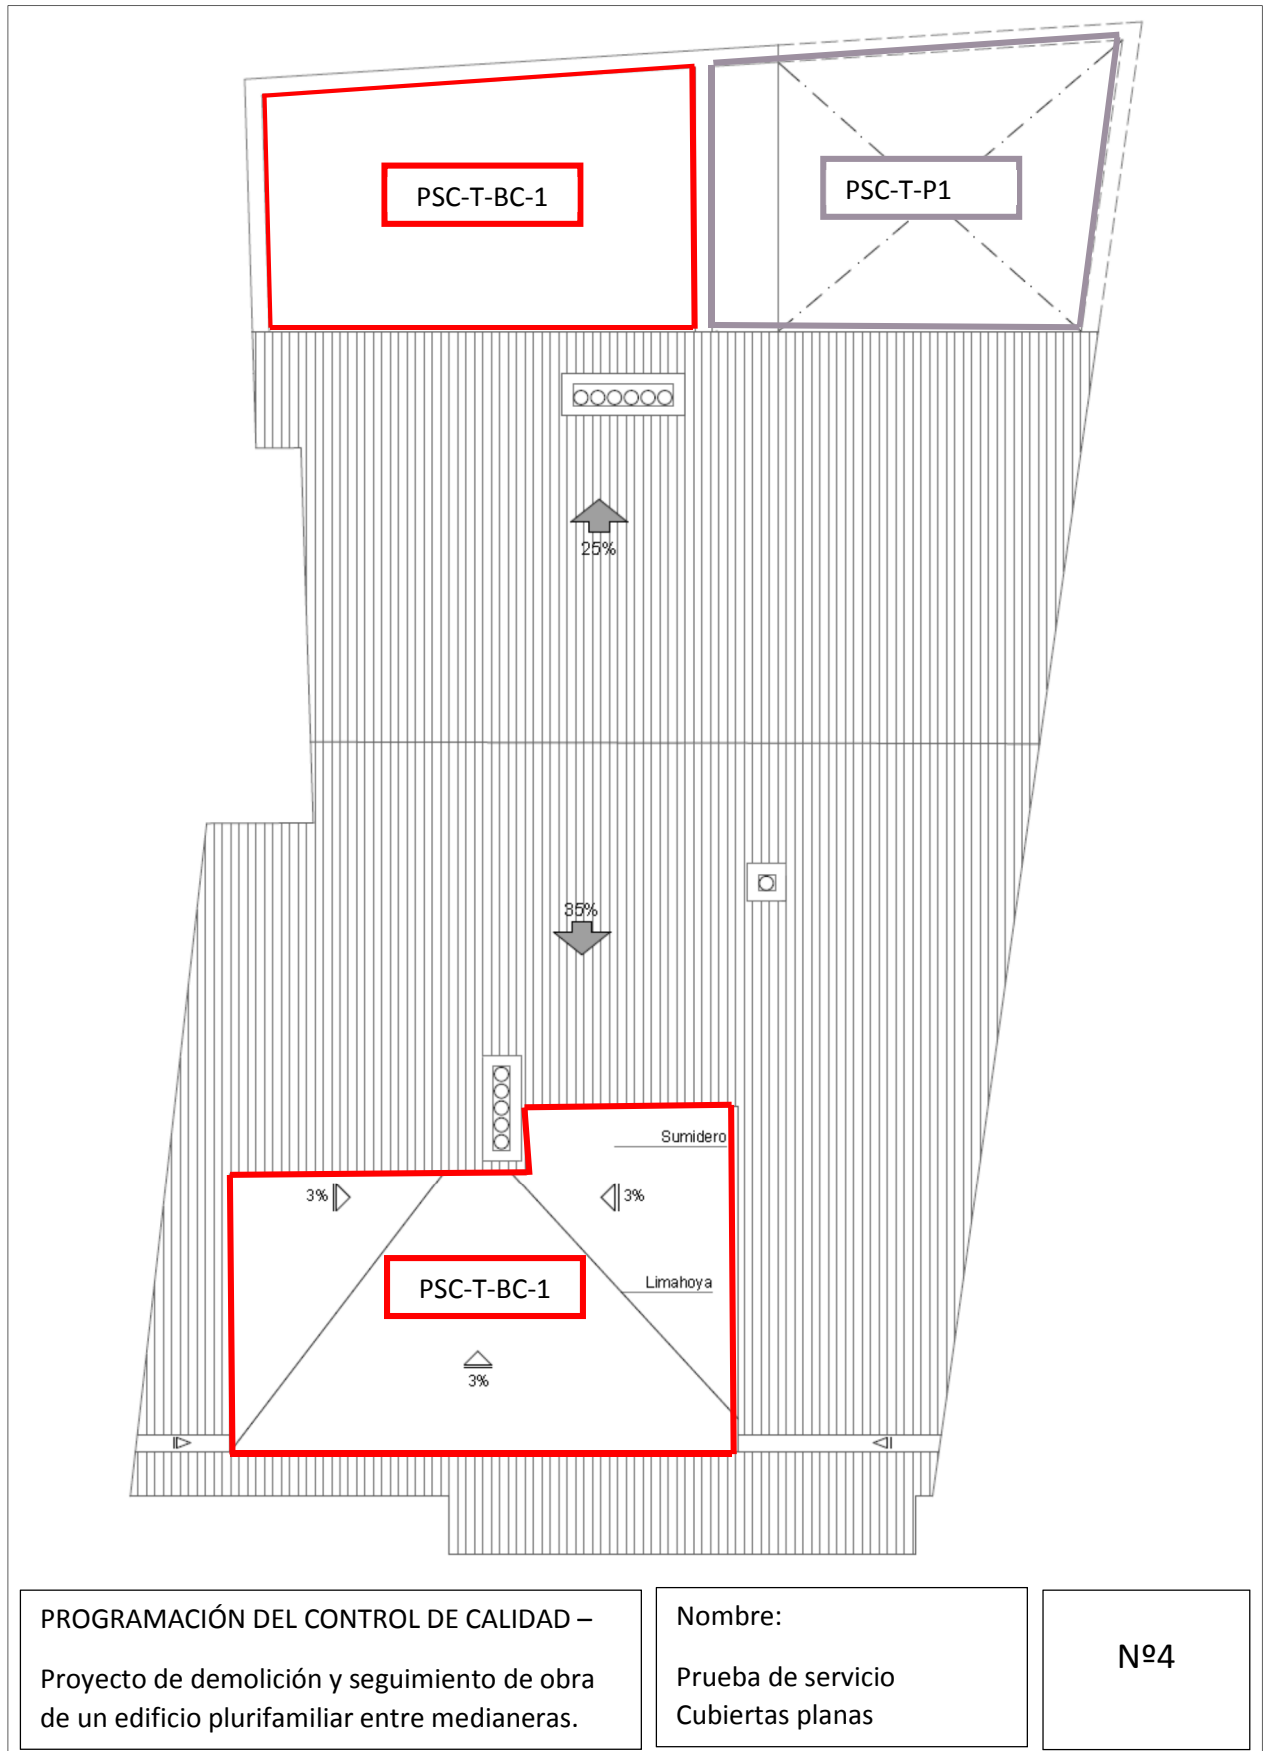 PSC-T-BC-1
PSC-T-P1
25%
35%
Sumidero
3%
3%
Limahoya
PSC-T-BC-1
3%
PROGRAMACIÓN DEL CONTROL DE CALIDAD –
Proyecto de demolición y seguimiento de obra
de un edificio plurifamiliar entre medianeras.
Nombre:
Prueba de servicio
Cubiertas planas
Nº4